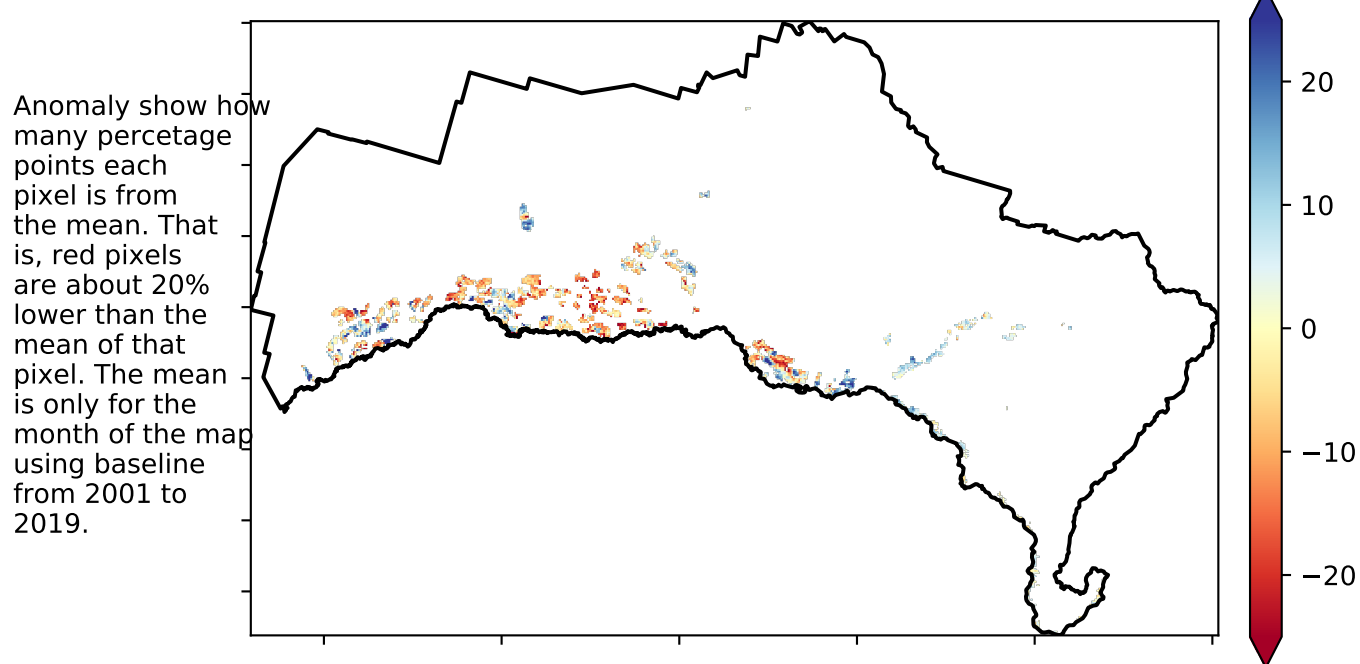 Anomaly show how
many percetage
points each
pixel is from
the mean. That
is, red pixels
are about 20%
lower than the
mean of that
pixel. The mean
is only for the
month of the map
using baseline
from 2001 to
2019.
20
10
0
−10
−20